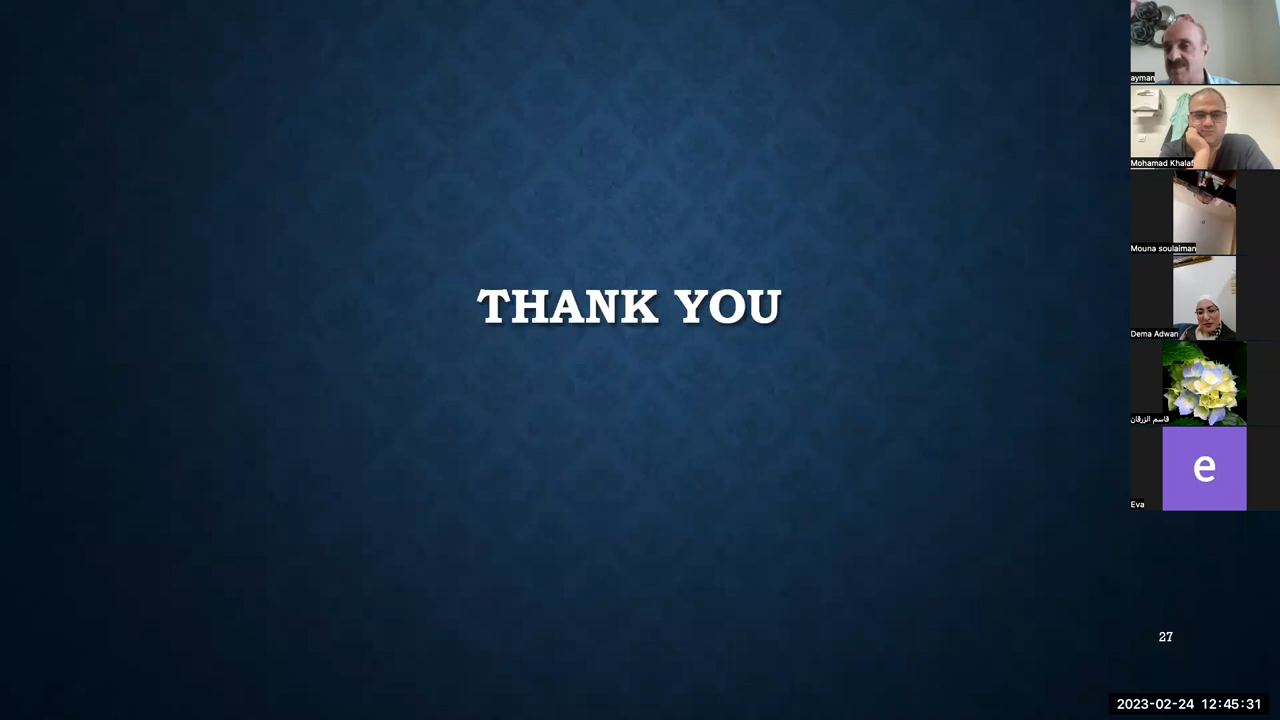 THANK YOU
ayman
Mohamad Khalaf
Mouna soulaiman
Dema Adwan
قاسم الزرقان
e
Eva
27
2023-02-24 12:45:31